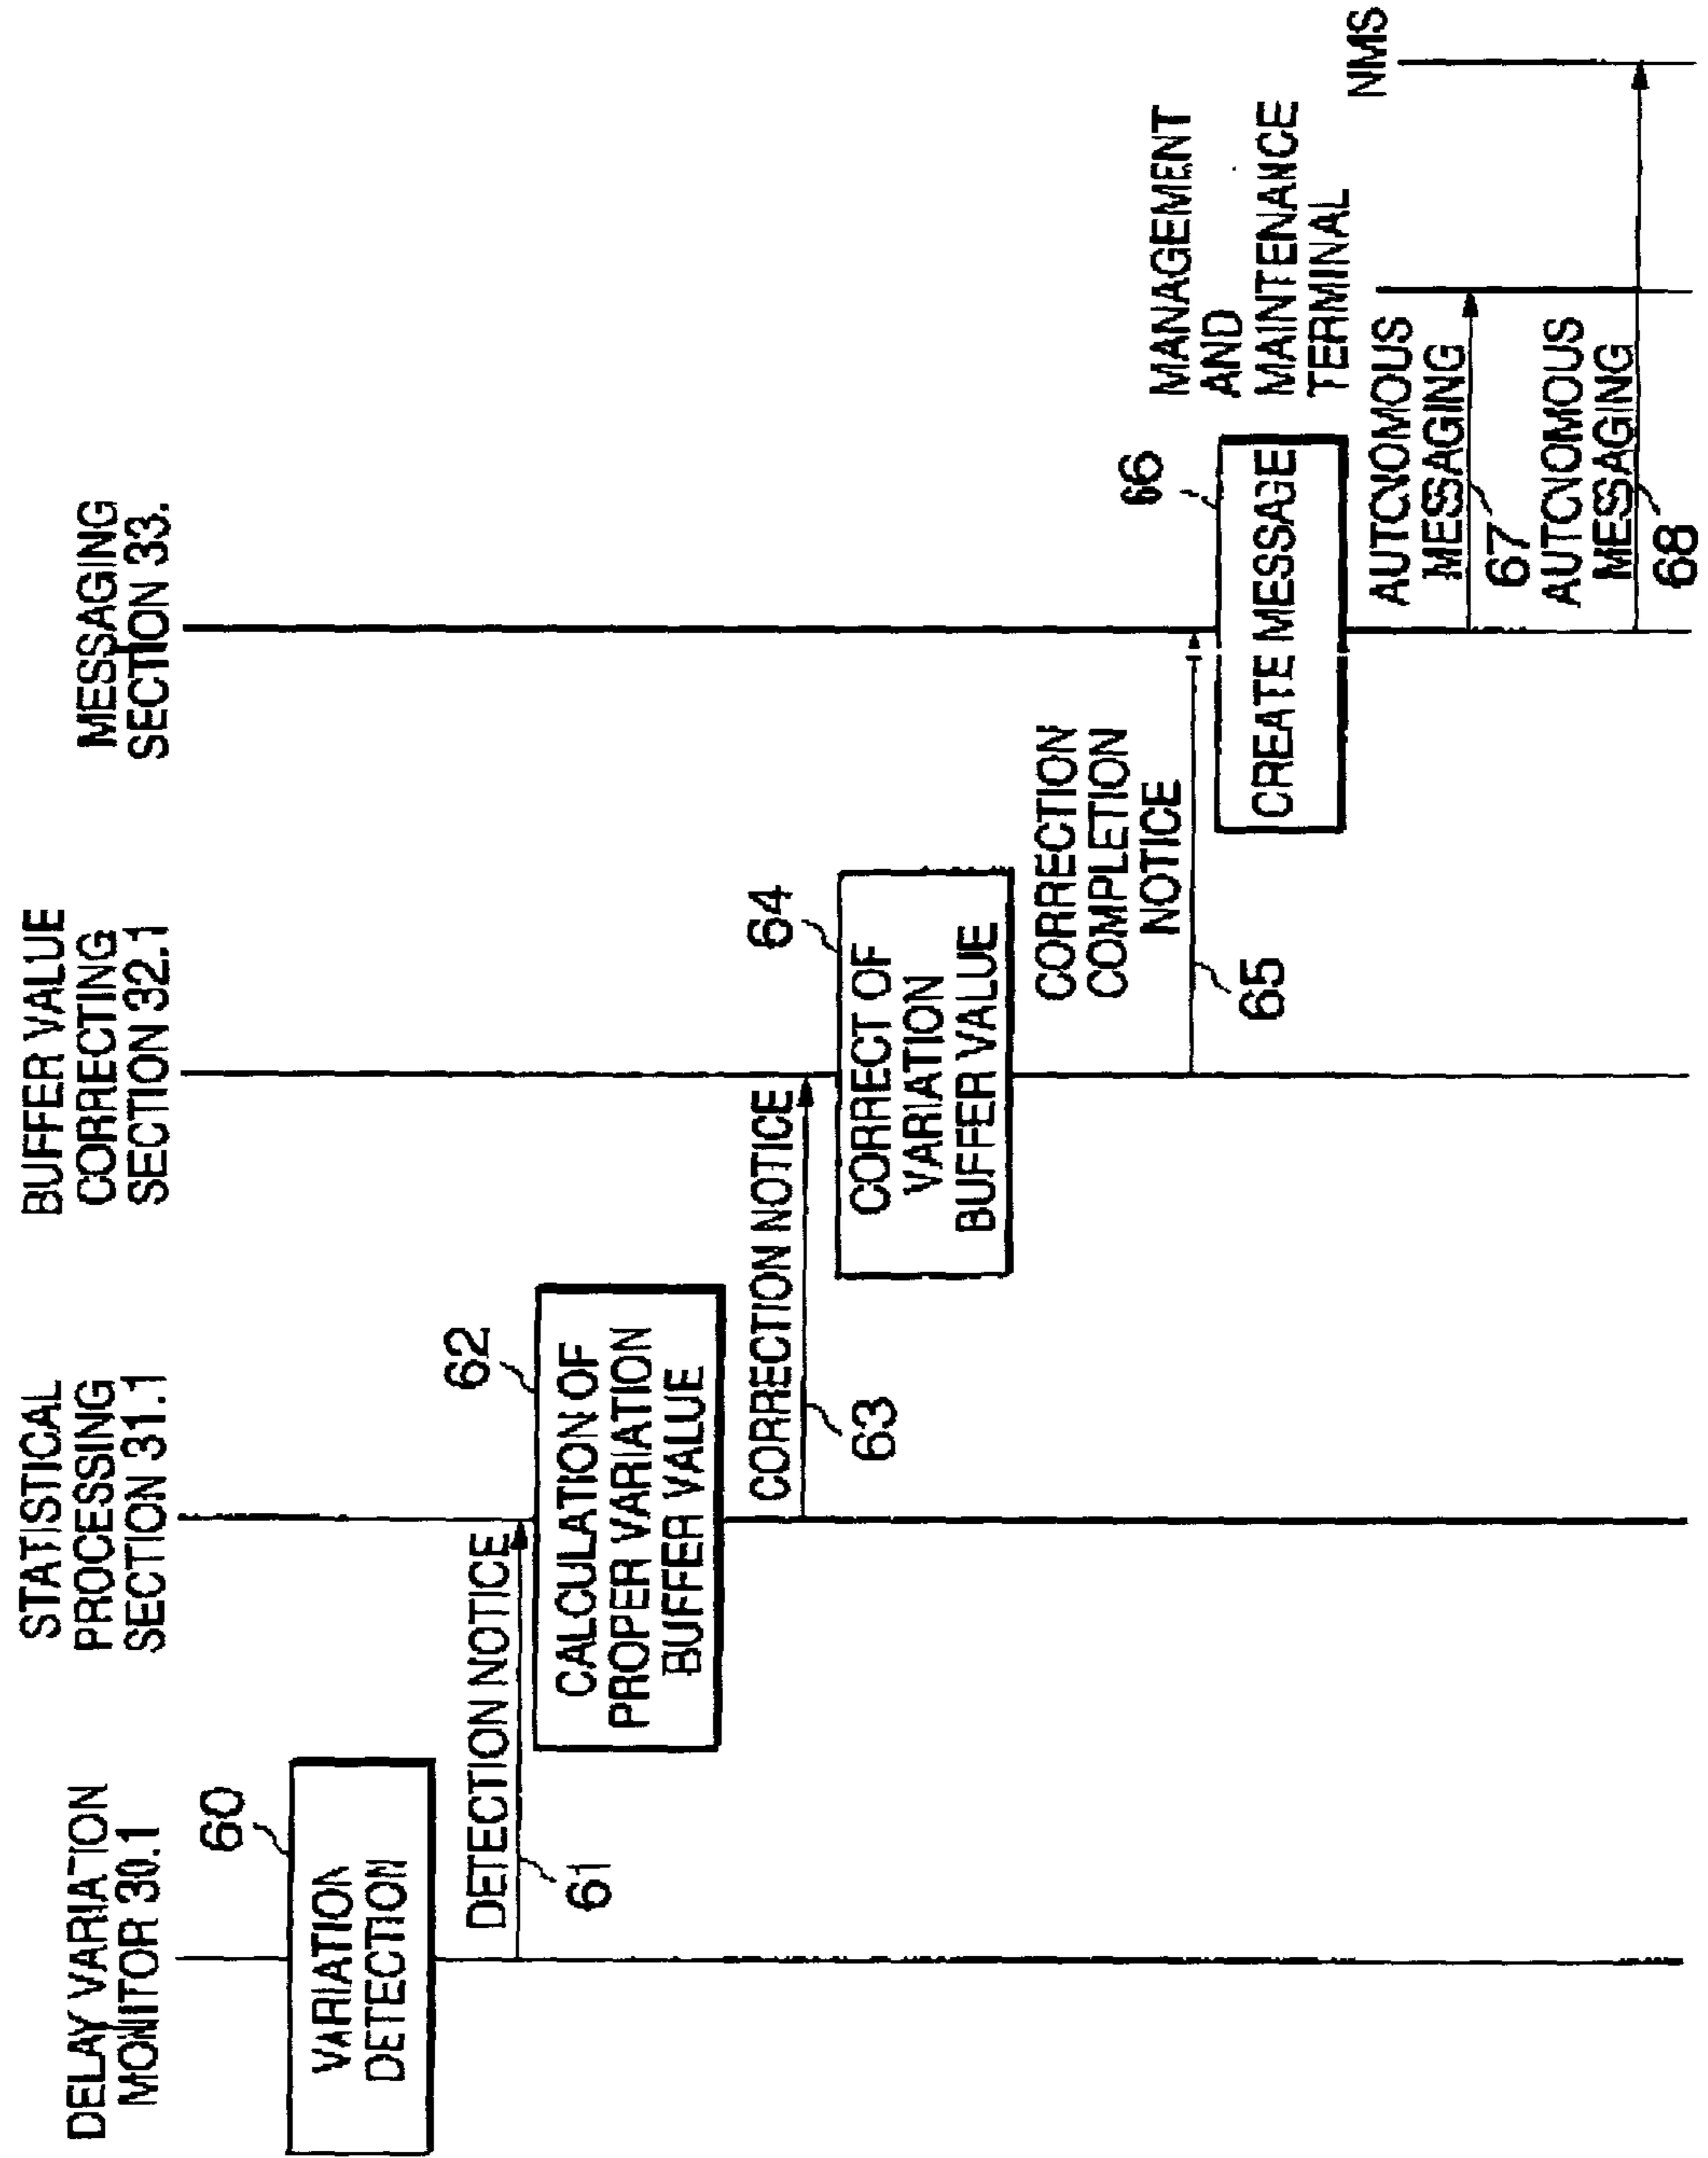 DELAY VARIATION
MONITOR 30.1
STATISTICAL
PROCESSING
SECTION 31.1
BUFFER VALUE
CORRECTING
SECTION 32.1
MESSAGING
SECTION 33.
60
VARIATION
DETECTION
DETECTION NOTICE
61
62
CALCULATION OF
PROPER VARIATION
BUFFER VALUE
CORRECTION NOTICE
63
64
CORRECT OF
VARIATION
BUFFER VALUE
CORRECTION
COMPLETION
NOTICE
65
66
CREATE MESSAGE
MANAGEMENT
AND
MAINTENANCE
TERMINAL
NMS
AUTONOMOUS
MESSAGING
67
AUTONOMOUS
MESSAGING
68